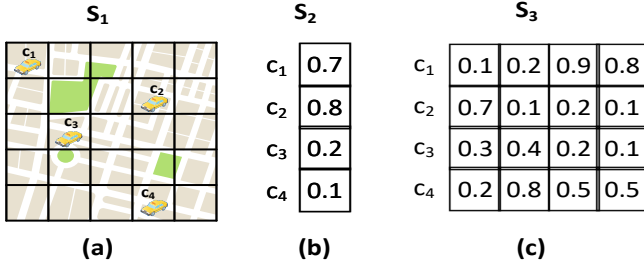 S1 S2 S3
c1
c2
c3
c4
c1 0.7
c2 0.8
c3 0.2
c4 0.1
c1 0.1 0.2 0.9 0.8
c2 0.7 0.1 0.2 0.1
c3 0.3 0.4 0.2 0.1
c4 0.2 0.8 0.5 0.5
(a) (b) (c)